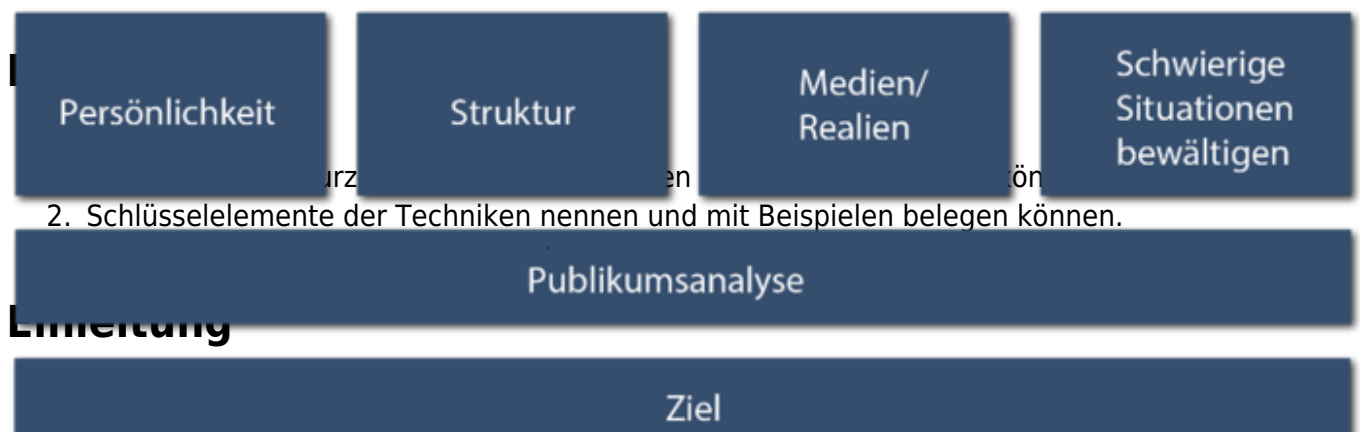 Persönlichkeit
Struktur
Medien/
Realien
Schwierige
Situationen
bewältigen
2. Schlüsselelemente der Techniken nennen und mit Beispielen belegen können.
Publikumsanalyse
Einleitung
Ziel